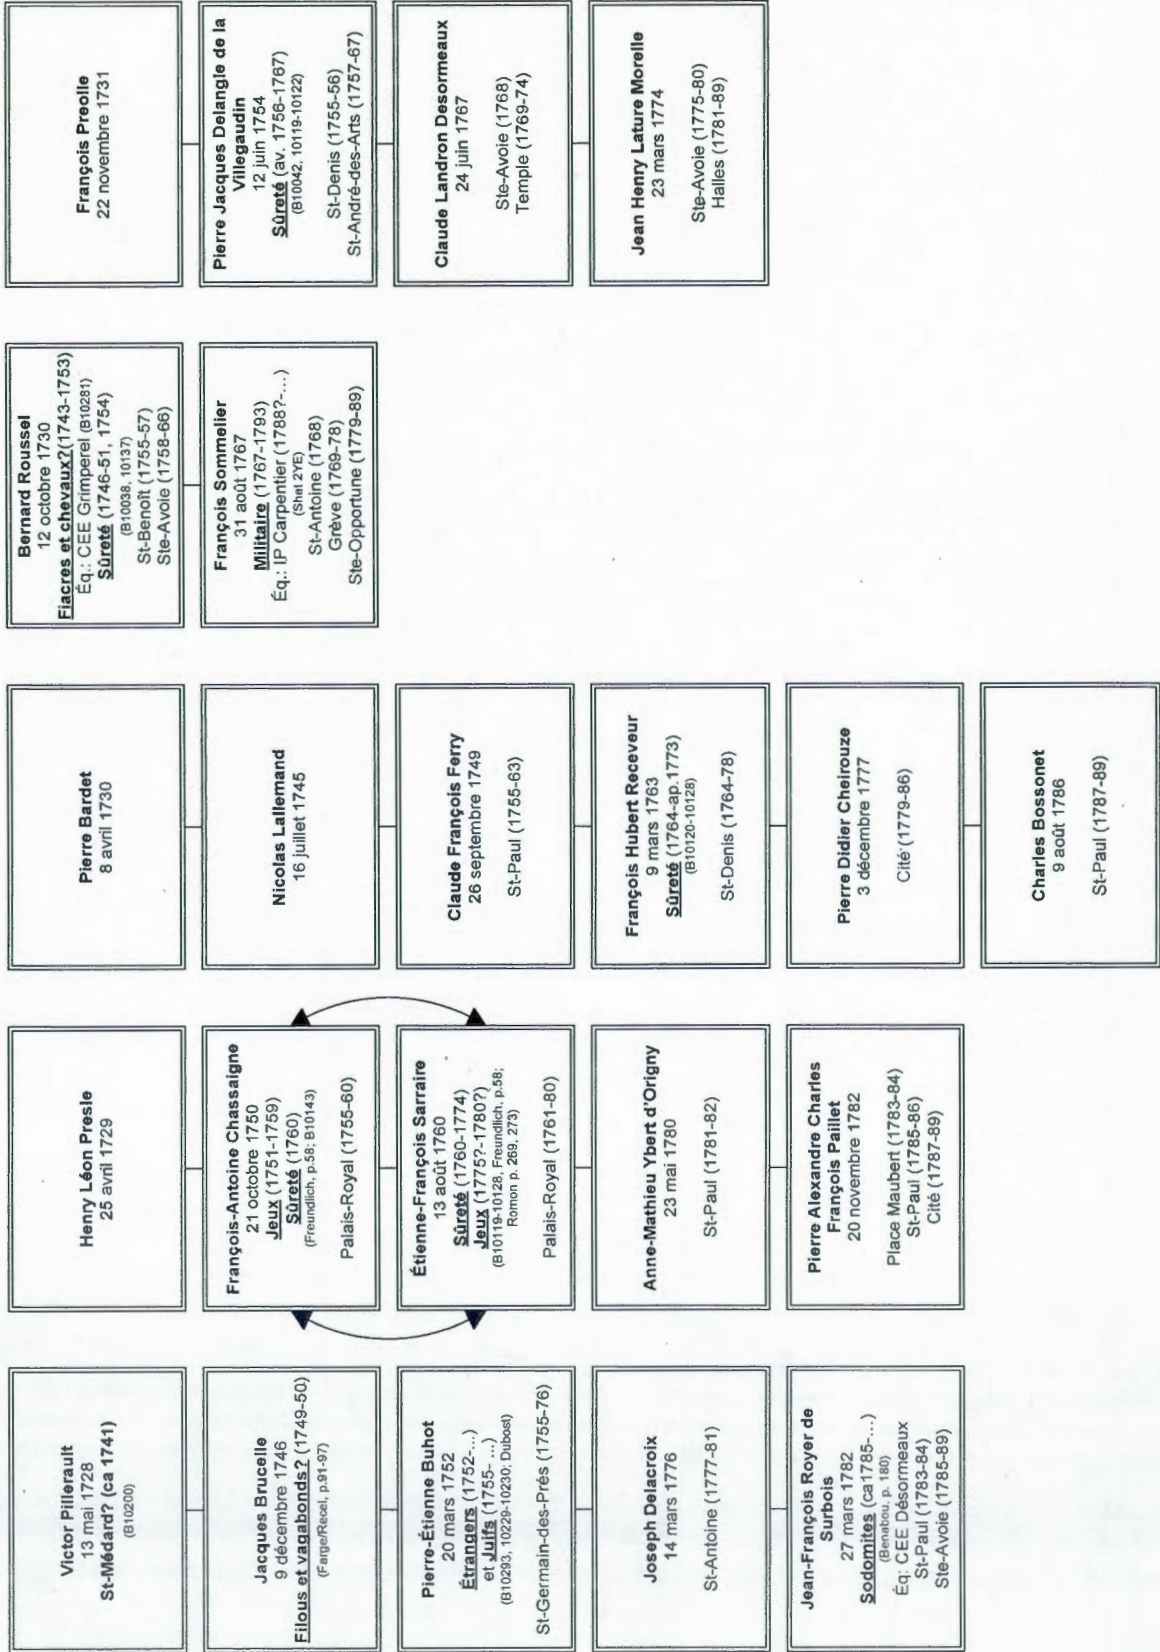 Victor Pillerault
13 mai 1728
St-Médard? (ca 1741)
(B10200)
Jacques Brucelle
9 décembre 1746
Filous et vagabonds? (1749-50)
(Farge/Recel, p.91-97)
Pierre-Étienne Buhot
20 mars 1752
Étrangers (1752-...)
et Juifs (1755- ...)
(B10293, 10229-10230; Dubost)
St-Germain-des-Prés (1755-76)
Joseph Delacroix
14 mars 1776
St-Antoine (1777-81)
Jean-François Royer de
Surbois
27 mars 1782
Sodomites (ca1785-...)
(Benabou, p. 180)
Éq: CEE Désormeaux
St-Paul (1783-84)
Ste-Avoie (1785-89)
Henry Léon Presle
25 avril 1729
François-Antoine Chassaigne
21 octobre 1750
Jeux (1751-1759)
Sûreté (1760)
(Freundlich, p.58; B10143)
Palais-Royal (1755-60)
Étienne-François Sarraire
13 août 1760
Sûreté (1760-1774)
Jeux (1775?-1780?)
(B10119-10128, Freundlich, p.58;
Romon p. 269, 273)
Palais-Royal (1761-80)
Anne-Mathieu Ybert d'Origny
23 mai 1780
St-Paul (1781-82)
Pierre Alexandre Charles
François Paillet
20 novembre 1782
Place Maubert (1783-84)
St-Paul (1785-86)
Cité (1787-89)
Pierre Bardet
8 avril 1730
Nicolas Lallemand
16 juillet 1745
Claude François Ferry
26 septembre 1749
St-Paul (1755-63)
François Hubert Receveur
9 mars 1763
Sûreté (1764-ap.1773)
(B10120-10128)
St-Denis (1764-78)
Pierre Didier Cheirouze
3 décembre 1777
Cité (1779-86)
Charles Bossonet
9 août 1786
St-Paul (1787-89)
Bernard Roussel
12 octobre 1730
Fiacres et chevaux?(1743-1753)
Éq.: CEE Grimperel (B10281)
Sûreté (1746-51, 1754)
(B10038, 10137)
St-Benoît (1755-57)
Ste-Avoie (1758-66)
François Sommelier
31 août 1767
Militaire (1767-1793)
Éq.: IP Carpentier (1788?-...)
(Shat 2YE)
St-Antoine (1768)
Grève (1769-78)
Ste-Opportune (1779-89)
François Preolle
22 novembre 1731
Pierre Jacques Delangle de la
Villegaudin
12 juin 1754
Sûreté (av. 1756-1767)
(B10042, 10119-10122)
St-Denis (1755-56)
St-André-des-Arts (1757-67)
Claude Landron Desormeaux
24 juin 1767
Ste-Avoie (1768)
Temple (1769-74)
Jean Henry Lature Morelle
23 mars 1774
Ste-Avoie (1775-80)
Halles (1781-89)